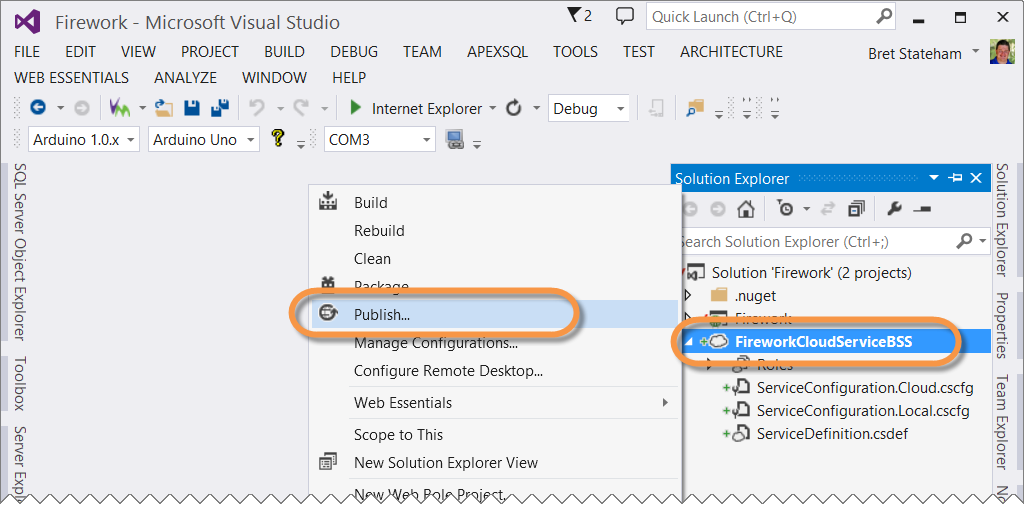 Firework - Microsoft Visual Studio
2
Quick Launch (Ctrl+Q)
FILE EDIT VIEW PROJECT BUILD DEBUG TEAM APEXSQL TOOLS TEST ARCHITECTURE
Bret Stateham
WEB ESSENTIALS ANALYZE WINDOW HELP
Internet Explorer
Debug
Arduino 1.0.x
Arduino Uno
COM3
SQL Server Object Explorer
Toolbox
Server Expl
Build
Rebuild
Clean
Package
Publish...
Manage Configurations...
Configure Remote Desktop...
Web Essentials
Scope to This
New Solution Explorer View
New Web Role Project.
Solution Explorer
Search Solution Explorer (Ctrl+;)
Solution 'Firework' (2 projects)
.nuget
Firework
FireworkCloudServiceBSS
Roles
ServiceConfiguration.Cloud.cscfg
ServiceConfiguration.Local.cscfg
ServiceDefinition.csdef
Solution Explorer
Properties
Team Explorer
No